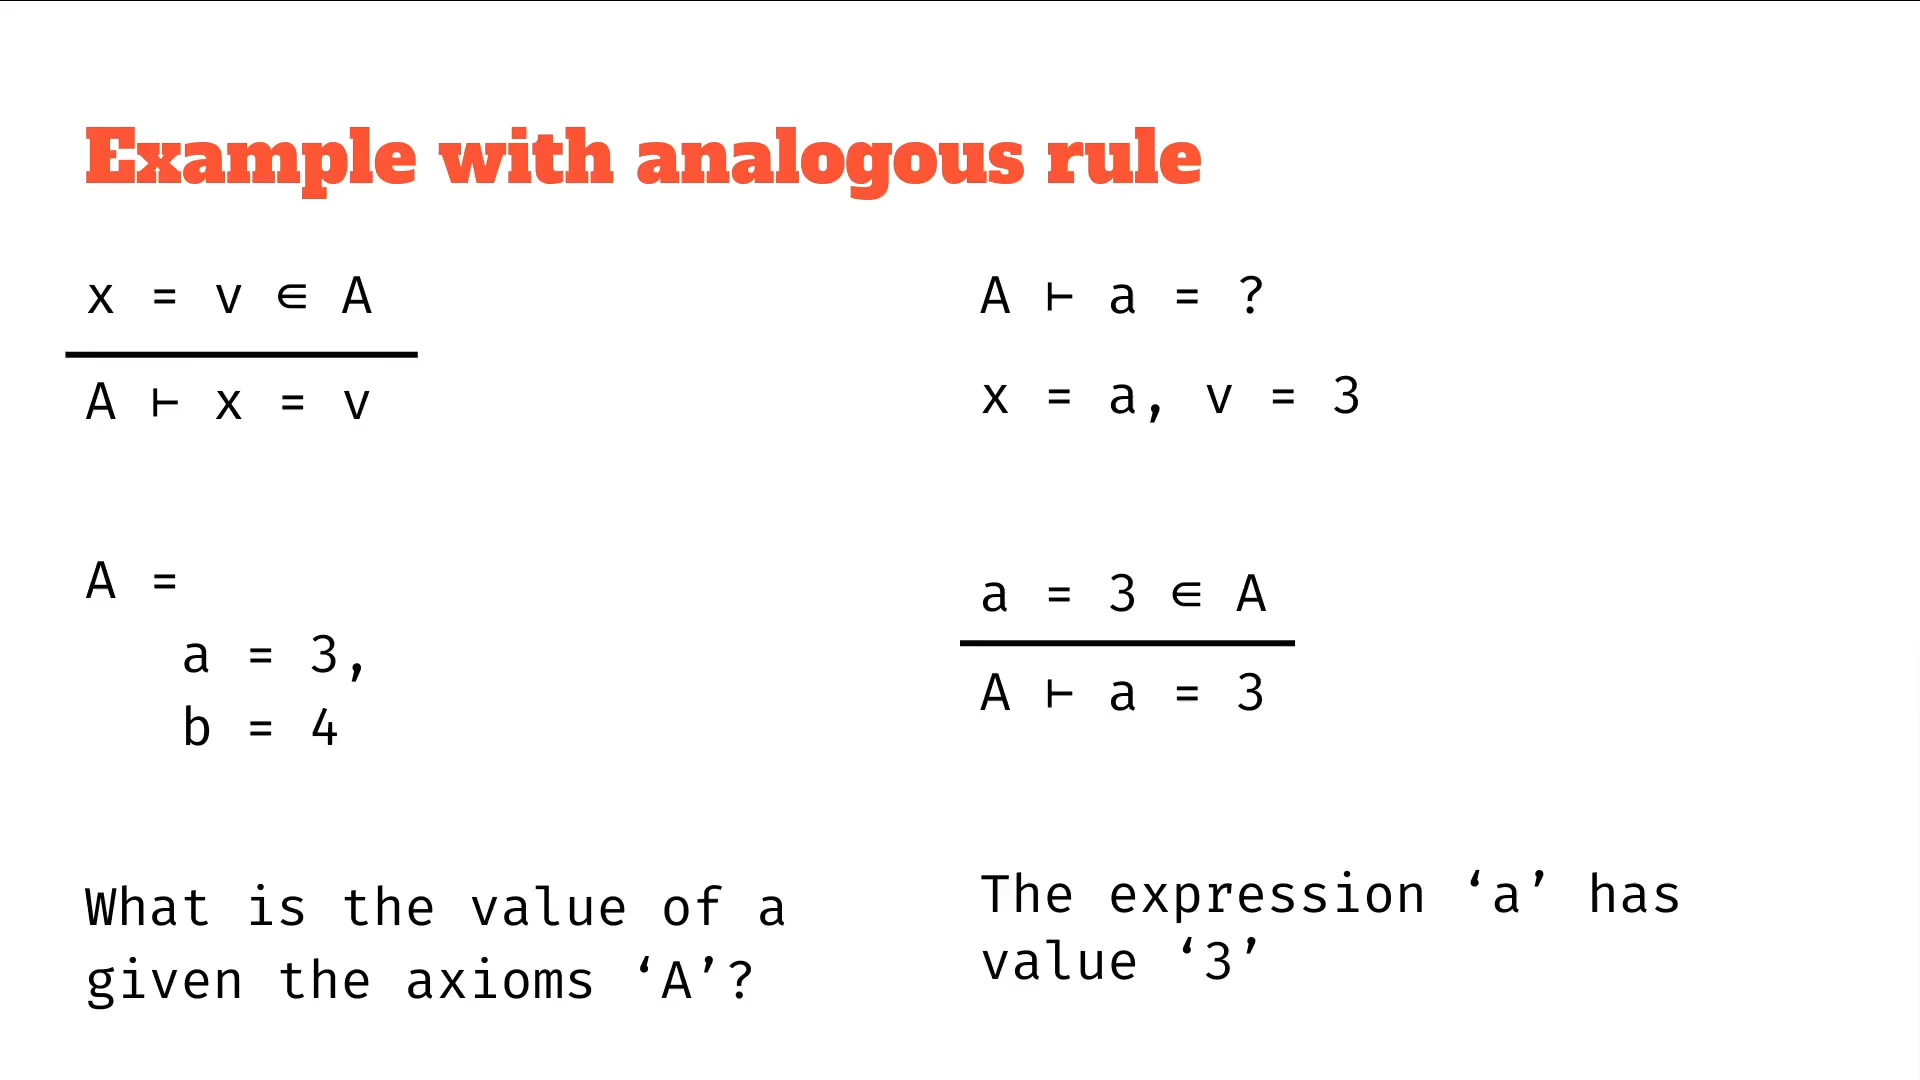 Example with analogous rule
x = v ∈ A
A ⊢ x = v
A =
a = 3,
b = 4
What is the value of a
given the axioms ‘A’?
A ⊢ a = ?
x = a, v = 3
a = 3 ∈ A
A ⊢ a = 3
The expression ‘a’ has
value ‘3’